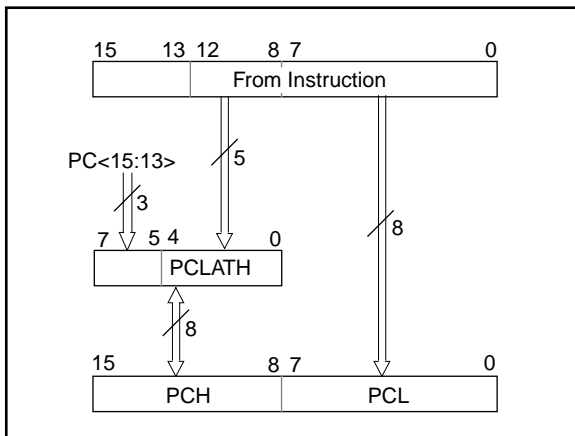 15 13 12 8 7 0
From Instruction
5
PC<15:13>
3
8
7 5 4 0
PCLATH
8
15 8 7 0
PCH PCL